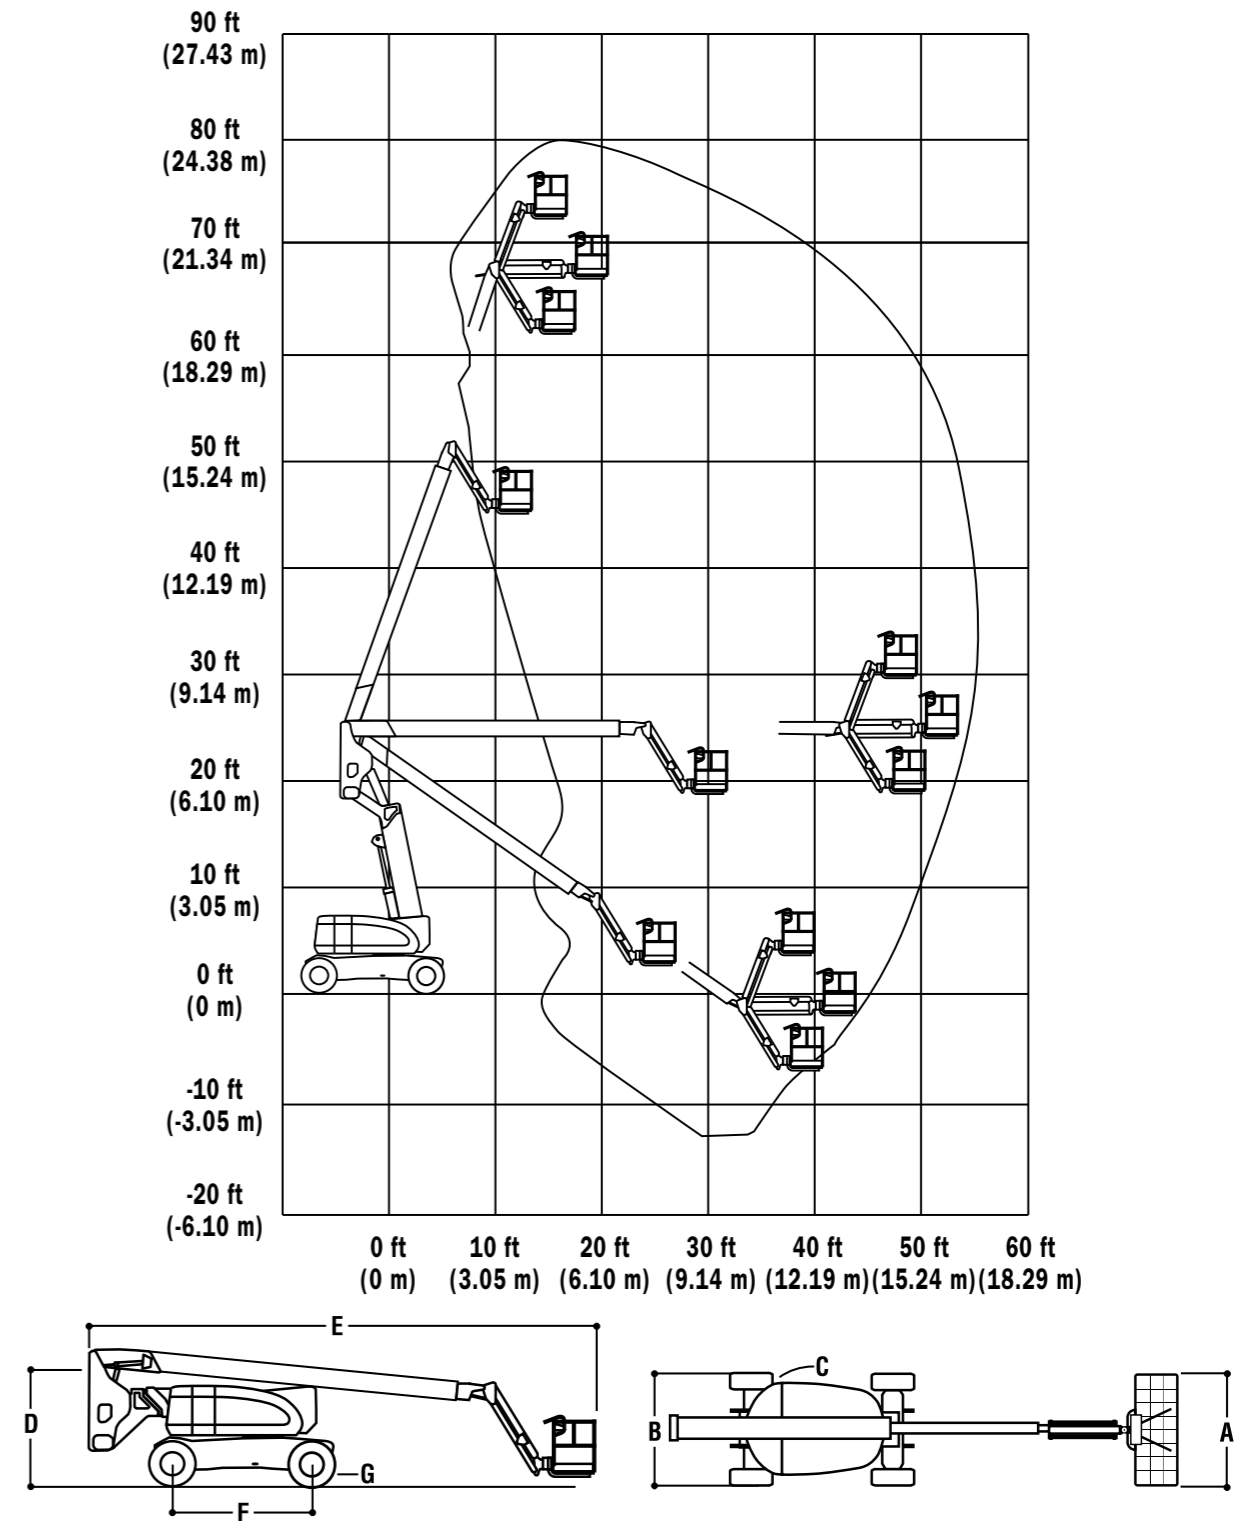 90 ft
(27.43 m)
80 ft
(24.38 m)
70 ft
(21.34 m)
60 ft
(18.29 m)
50 ft
(15.24 m)
40 ft
(12.19 m)
30 ft
(9.14 m)
20 ft
(6.10 m)
10 ft
(3.05 m)
0 ft
(0 m)
-10 ft
(-3.05 m)
-20 ft
(-6.10 m)
0 ft 10 ft 20 ft 30 ft 40 ft 50 ft 60 ft
(0 m) (3.05 m) (6.10 m) (9.14 m) (12.19 m) (15.24 m) (18.29 m)
E
D
G
F
C
B
A